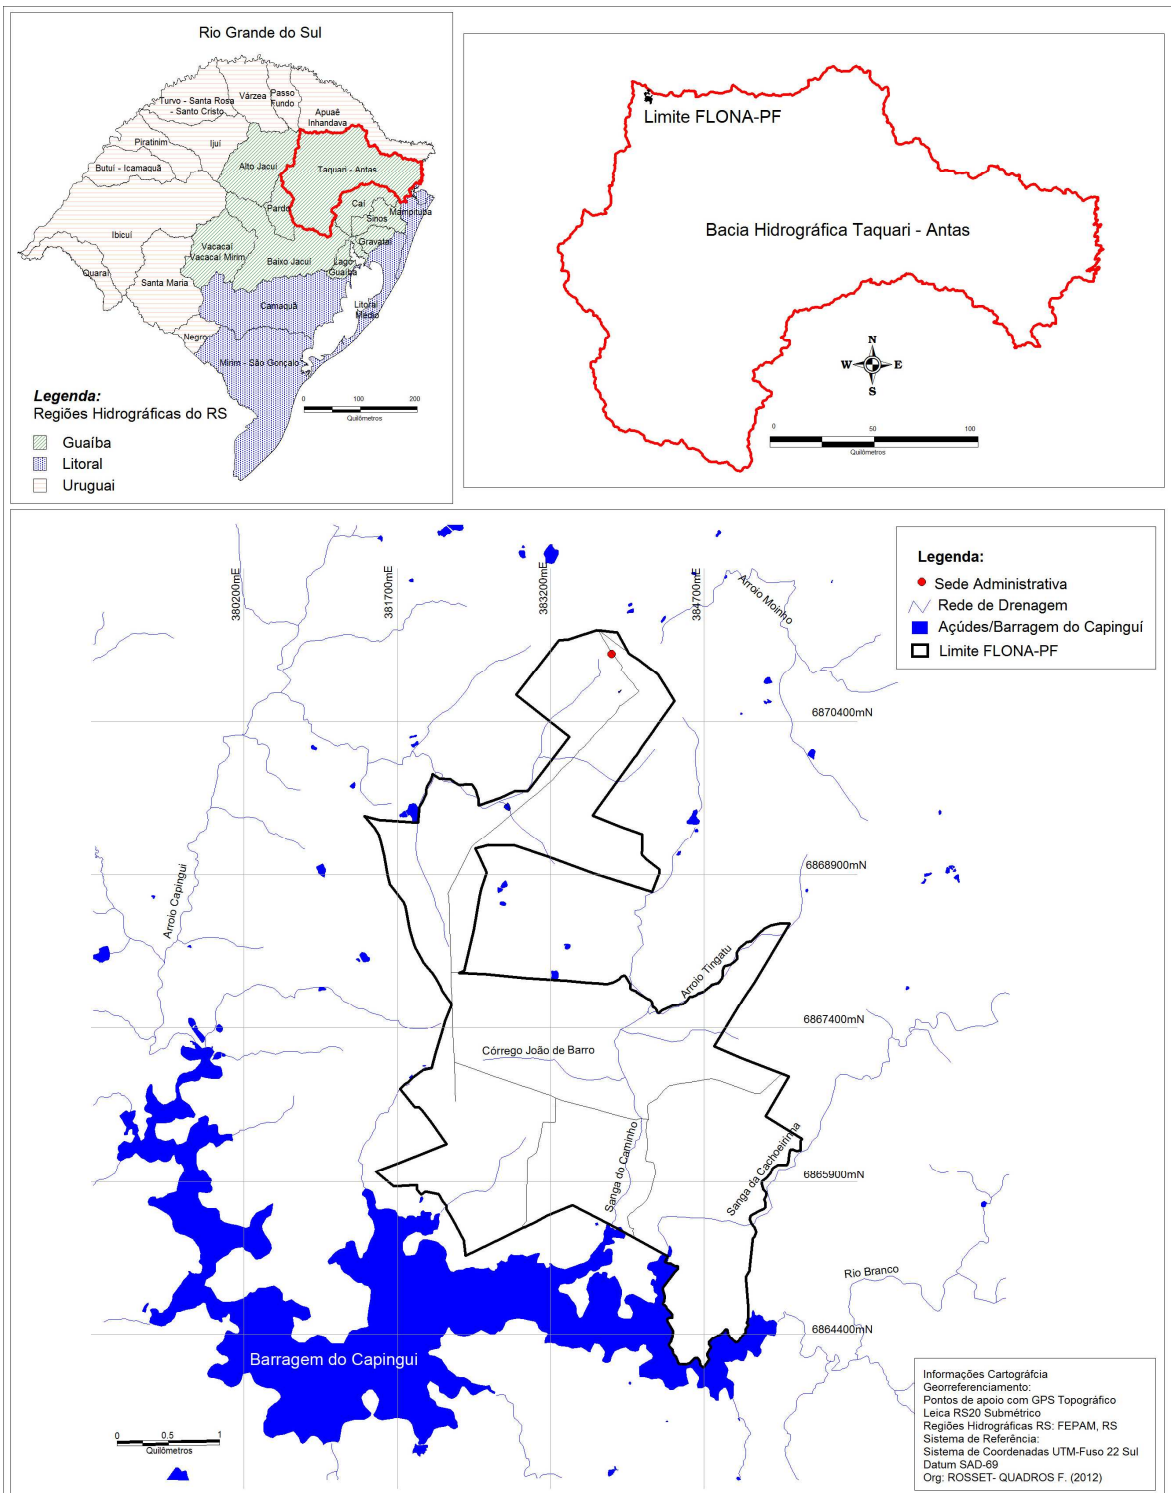 Rio Grande do Sul
Turvo - Santa Rosa
- Santo Cristo
Várzea
Passo
Fundo
Apuaê
Inhandava
Piratinim
Ijuí
Butuí - Icamaquã
Alto Jacuí
Taquari - Antas
Pardo
Caí
Sinos
Mampituba
Gravataí
Ibicuí
Vacacaí
Vacacaí Mirim
Baixo Jacuí
Lago
Guaíba
Quaraí
Santa Maria
Camaquã
Litoral
Médio
Negro
Mirim - São Gonçalo
Legenda:
Regiões Hidrográficas do RS
Guaíba
Litoral
Uruguai
0 100 200
Quilômetros
Limite FLONA-PF
Bacia Hidrográfica Taquari - Antas
N
W E
S
0 50 100
Quilômetros
380200mE
381700mE
383200mE
384700mE
Legenda:
Sede Administrativa
Rede de Drenagem
Açúdes/Barragem do Capinguí
Limite FLONA-PF
Arroio Moinho
6870400mN
6868900mN
Arroio Capingui
Arroio Tingatu
6867400mN
Córrego João de Barro
Sanga do Caminho
Sanga da Cachoeirinha
6865900mN
Rio Branco
6864400mN
Barragem do Capingui
0 0.5 1
Quilômetros
Informações Cartográfcia
Georreferenciamento:
Pontos de apoio com GPS Topográfico
Leica RS20 Submétrico
Regiões Hidrográficas RS: FEPAM, RS
Sistema de Referência:
Sistema de Coordenadas UTM-Fuso 22 Sul
Datum SAD-69
Org: ROSSET- QUADROS F. (2012)